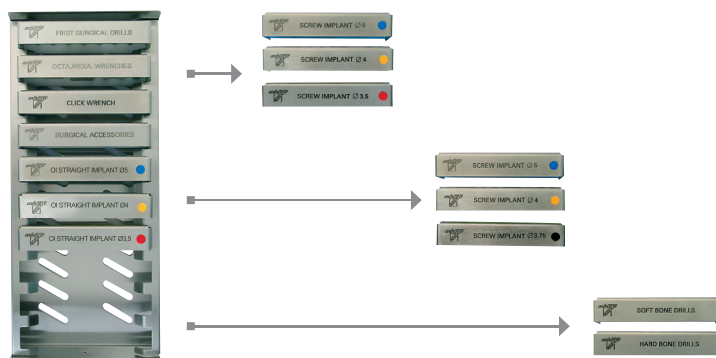 FIRST SURGICAL DRILLS
OCTA./HEXA. WRENCHES
CLICK WRENCH
SURGICAL ACCESSORIES
OI STRAIGHT IMPLANT Ø5
OI STRAIGHT IMPLANT Ø4
OI STRAIGHT IMPLANT Ø3.5
SCREW IMPLANT Ø 5
SCREW IMPLANT Ø 4
SCREW IMPLANT Ø 3.5
SCREW IMPLANT Ø 5
SCREW IMPLANT Ø 4
SCREW IMPLANT Ø 3.75
SOFT BONE DRILLS
HARD BONE DRILLS